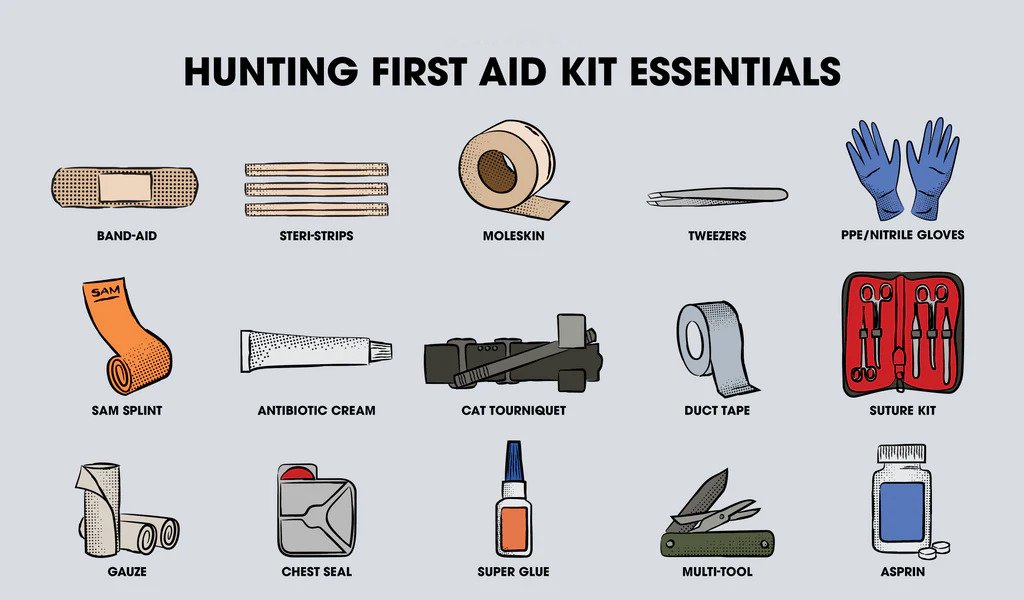 HUNTING FIRST AID KIT ESSENTIALS
BAND-AID
STERI-STRIPS
MOLESKIN
TWEEZERS
PPE/NITRILE GLOVES
SAM
SAM SPLINT
ANTIBIOTIC CREAM
CAT TOURNIQUET
DUCT TAPE
SUTURE KIT
GAUZE
CHEST SEAL
SUPER GLUE
MULTI-TOOL
ASPRIN